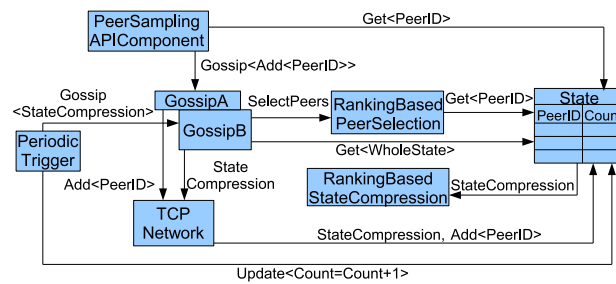 PeerSampling
APIComponent
Get<PeerID>
Gossip<Add<PeerID>>
Gossip
<StateCompression>
GossipA
GossipB
SelectPeers
RankingBased
PeerSelection
Get<PeerID>
State
PeerID Count
Periodic
Trigger
Get<WholeState>
Add<PeerID>
State
Compression
RankingBased
StateCompression
StateCompression
TCP
Network
StateCompression, Add<PeerID>
Update<Count=Count+1>